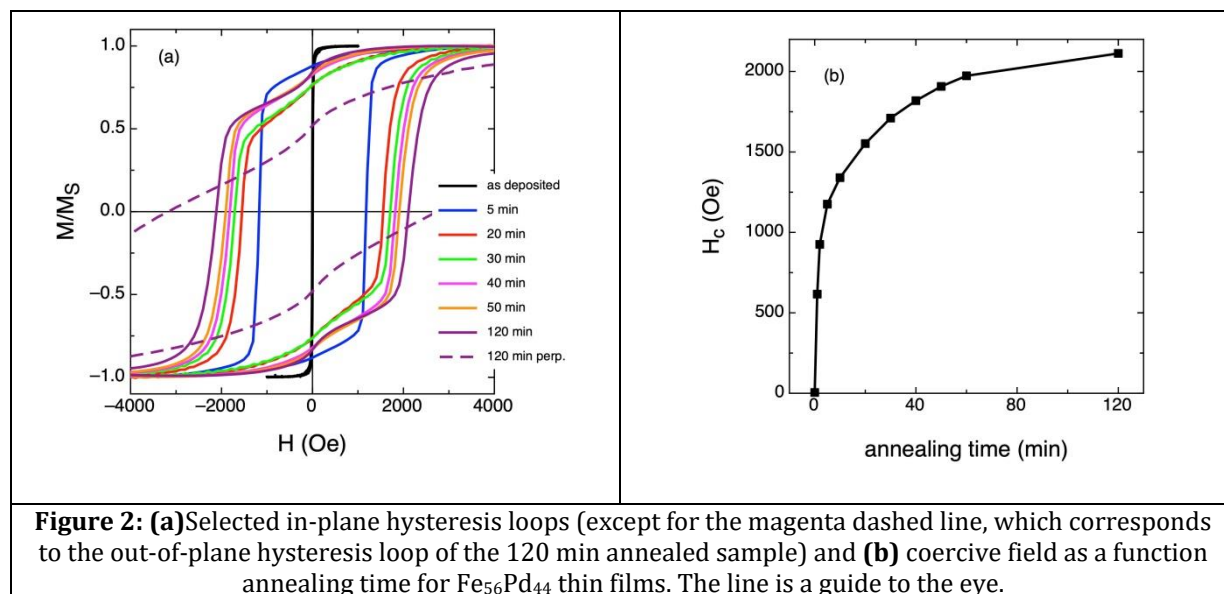 (a)
1.0
0.5
0.0
−0.5
−1.0
M/MS
−4000 −2000 0 2000 4000
H (Oe)
as deposited
5 min
20 min
30 min
40 min
50 min
120 min
120 min perp.
(b)
2000
1500
1000
500
0
HC (Oe)
0 40 80 120
annealing time (min)
Figure 2: (a)Selected in-plane hysteresis loops (except for the magenta dashed line, which corresponds
to the out-of-plane hysteresis loop of the 120 min annealed sample) and (b) coercive field as a function
annealing time for Fe56Pd44 thin films. The line is a guide to the eye.